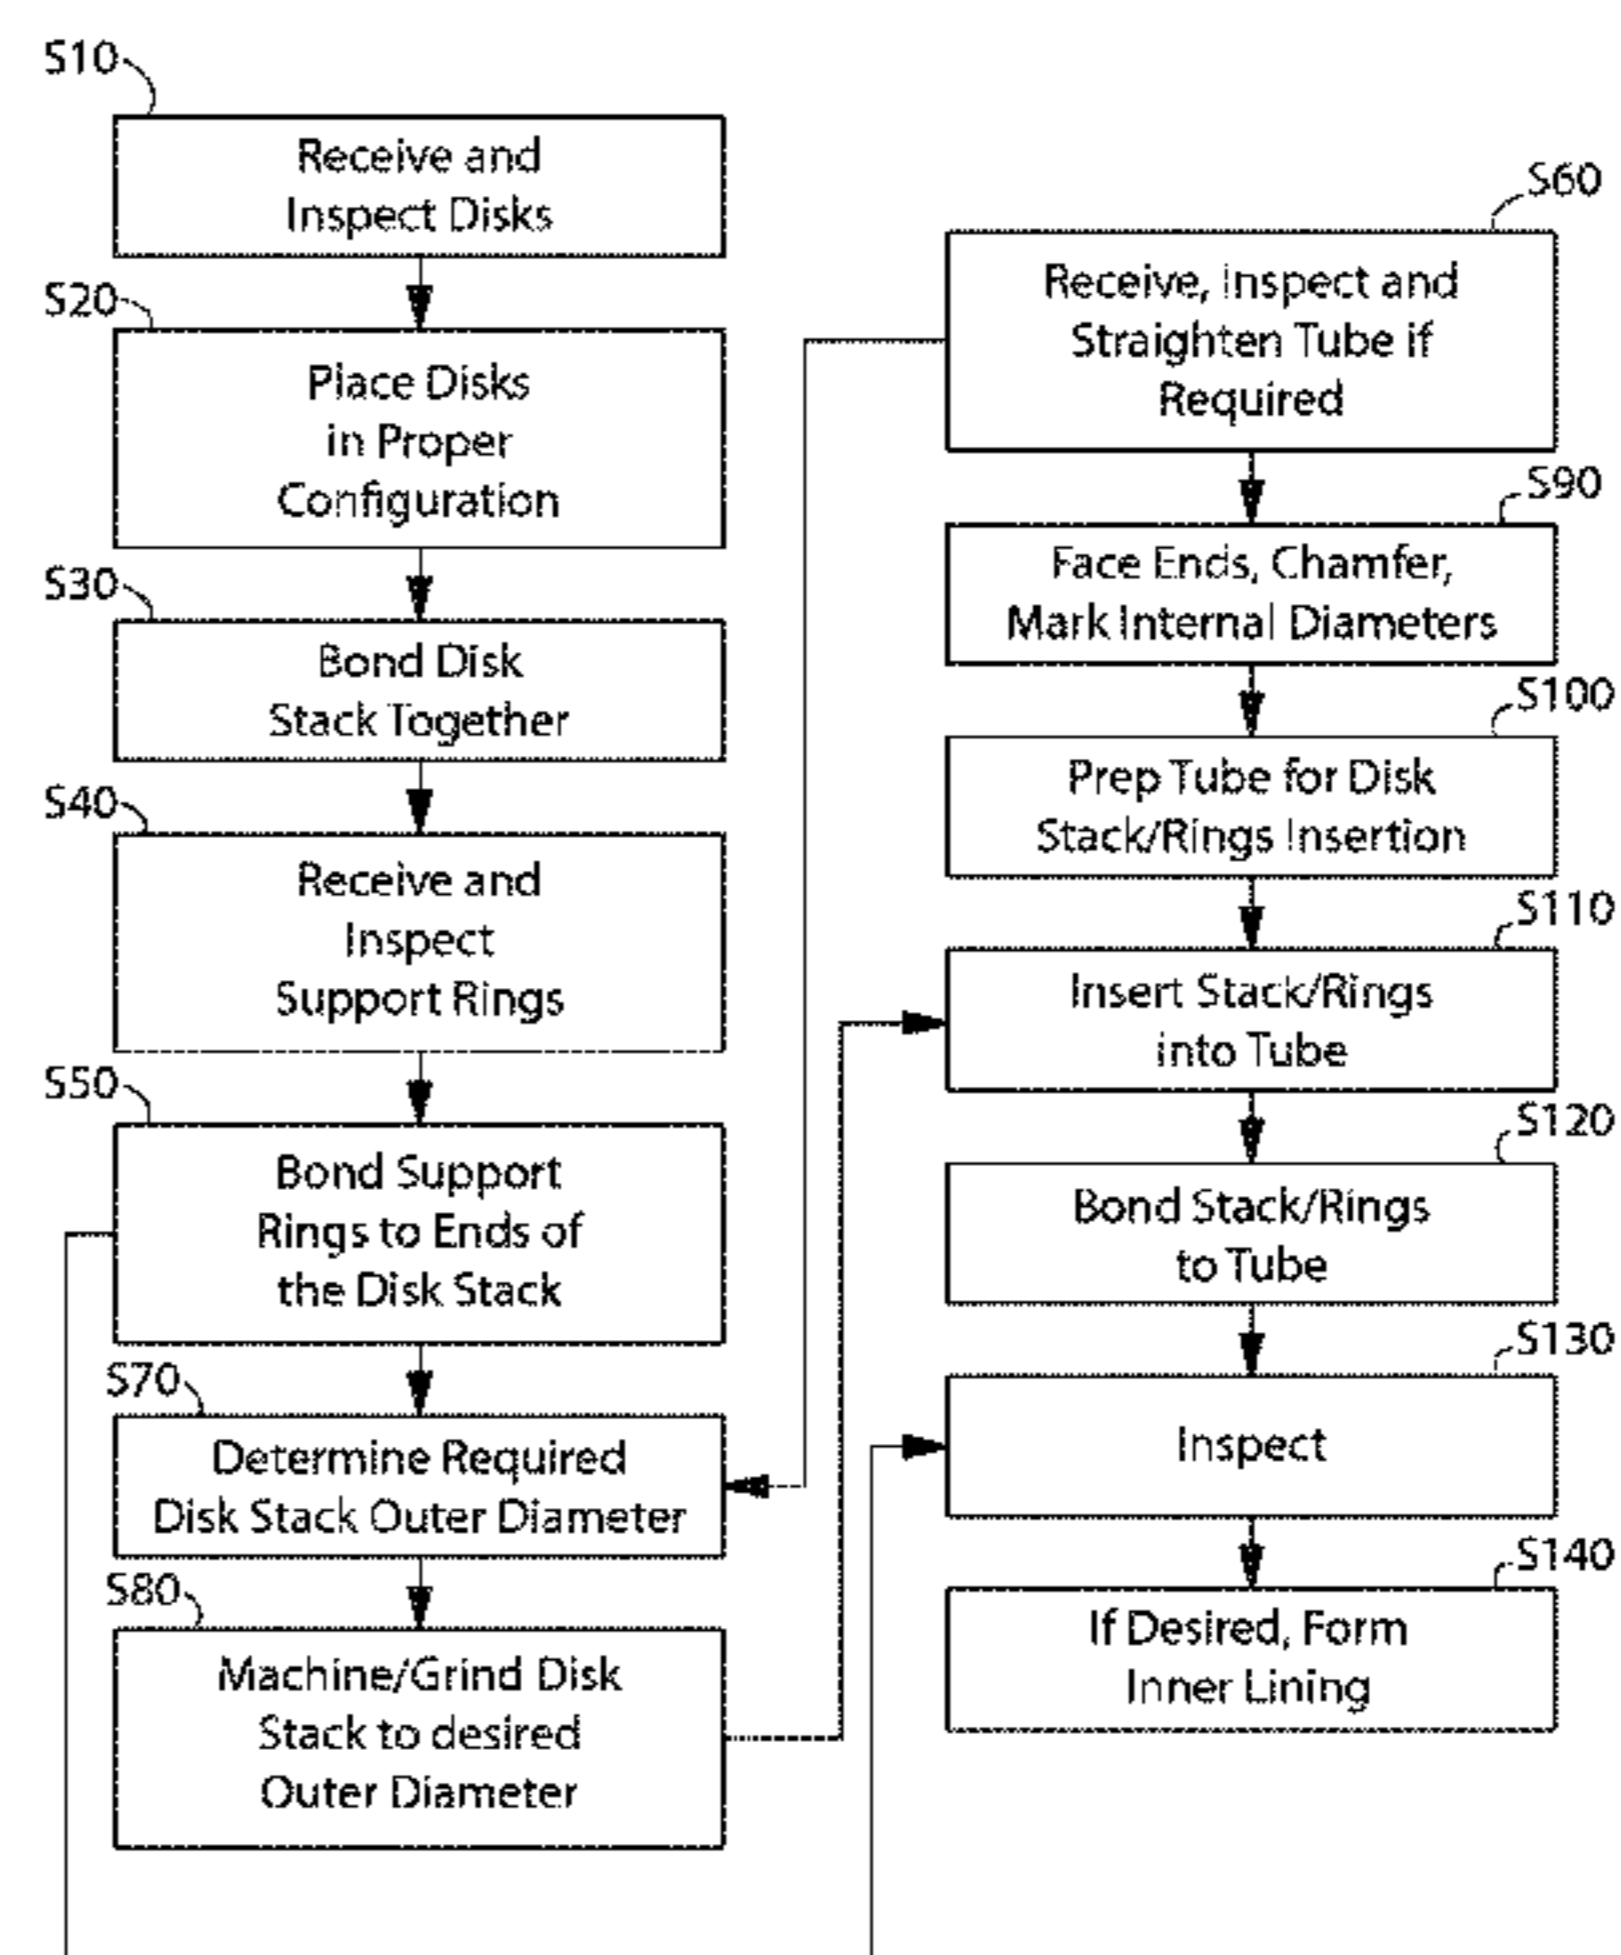 S10
Receive and
Inspect Disks
S20
Place Disks
in Proper
Configuration
S30
Bond Disk
Stack Together
S40
Receive and
Inspect
Support Rings
S50
Bond Support
Rings to Ends of
the Disk Stack
S70
Determine Required
Disk Stack Outer Diameter
S80
Machine/Grind Disk
Stack to desired
Outer Diameter
S60
Receive, Inspect and
Straighten Tube if
Required
S90
Face Ends, Chamfer,
Mark Internal Diameters
S100
Prep Tube for Disk
Stack/Rings Insertion
S110
Insert Stack/Rings
into Tube
S120
Bond Stack/Rings
to Tube
S130
Inspect
S140
If Desired, Form
Inner Lining